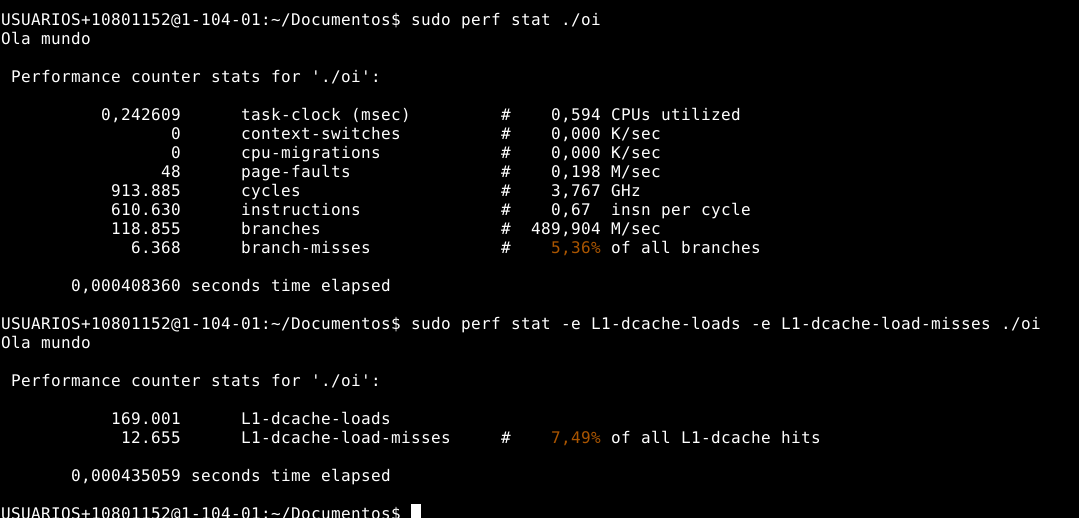 USUARIOS+10801152@1-104-01:~/Documentos$ sudo perf stat ./oi
Ola mundo
Performance counter stats for './oi':
0,242609 task-clock (msec) # 0,594 CPUs utilized
0 context-switches # 0,000 K/sec
0 cpu-migrations # 0,000 K/sec
48 page-faults # 0,198 M/sec
913.885 cycles # 3,767 GHz
610.630 instructions # 0,67 insn per cycle
118.855 branches # 489,904 M/sec
6.368 branch-misses # 5,36% of all branches
0,000408360 seconds time elapsed
USUARIOS+10801152@1-104-01:~/Documentos$ sudo perf stat -e L1-dcache-loads -e L1-dcache-load-misses ./oi
Ola mundo
Performance counter stats for './oi':
169.001 L1-dcache-loads
12.655 L1-dcache-load-misses # 7,49% of all L1-dcache hits
0,000435059 seconds time elapsed
USUARIOS+10801152@1-104-01:~/Documentos$